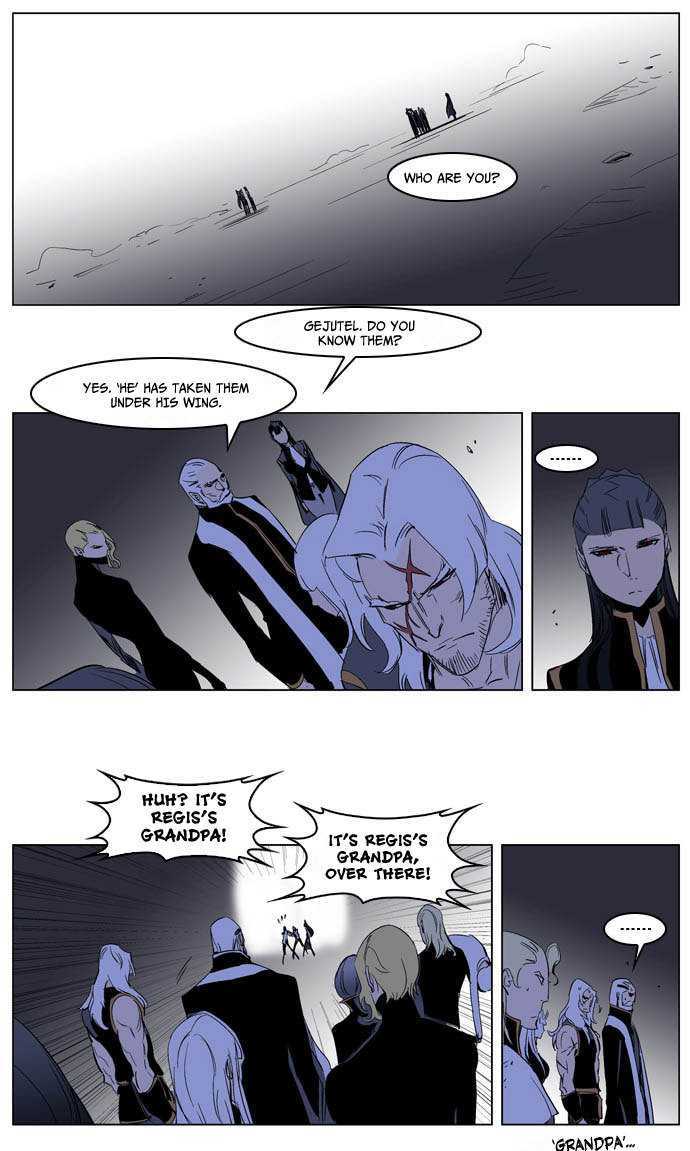 WHO ARE YOU?
GEJUTEL. DO YOU
KNOW THEM?
YES. 'HE' HAS TAKEN THEM
UNDER HIS WING.
------
HUH? IT'S
REGIS'S
GRANDPA!
IT'S REGIS'S
GRANDPA,
OVER THERE!
------
'GRANDPA'...